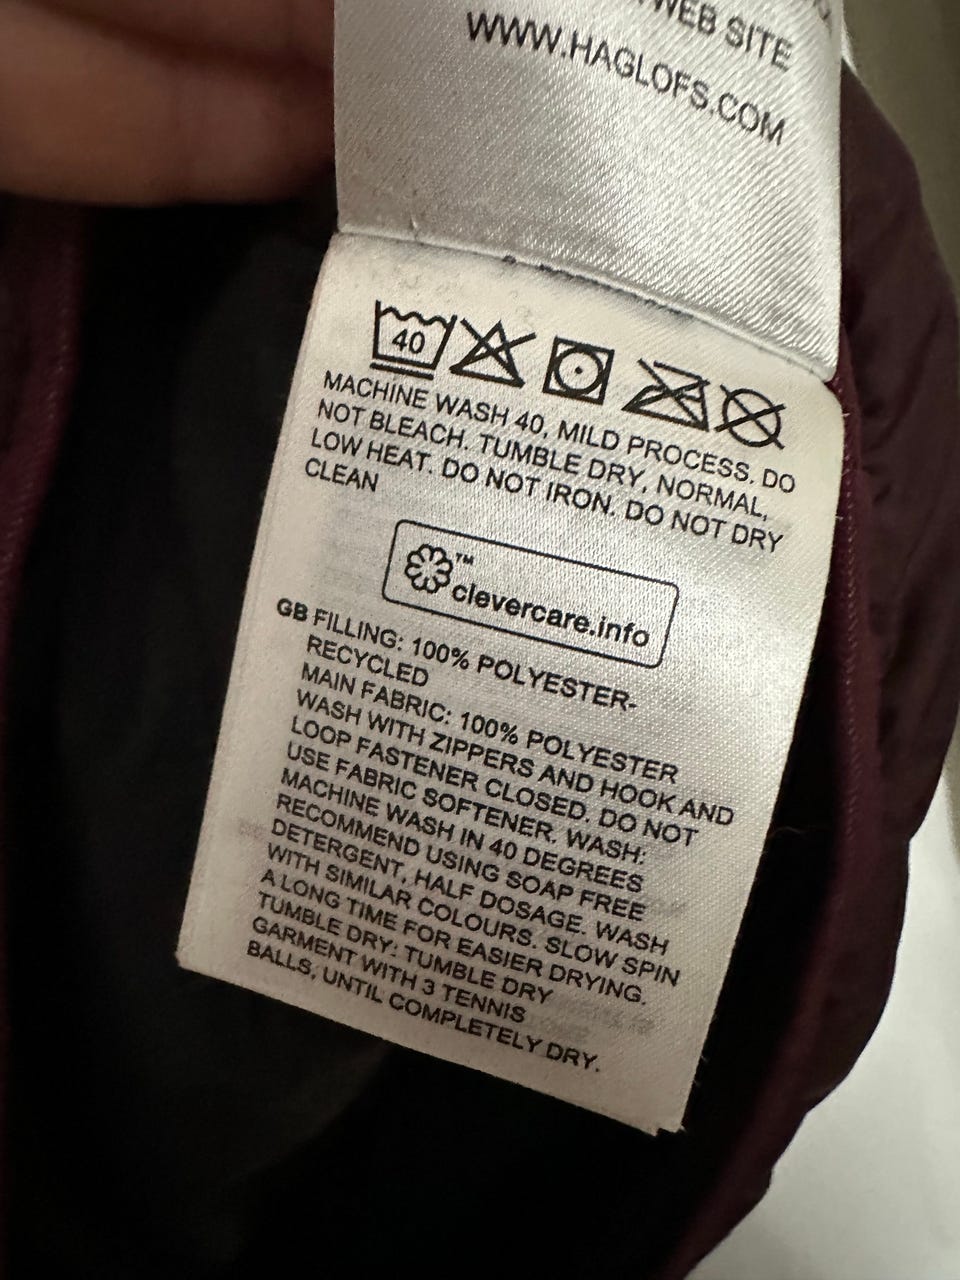 WEB SITE
WWW.HAGLOFS.COM
40
MACHINE WASH 40, MILD PROCESS. DO
NOT BLEACH. TUMBLE DRY, NORMAL,
LOW HEAT. DO NOT IRON. DO NOT DRY
CLEAN
™
clevercare.info
GB FILLING: 100% POLYESTER-
RECYCLED
MAIN FABRIC: 100% POLYESTER
WASH WITH ZIPPERS AND HOOK AND
LOOP FASTENER CLOSED. DO NOT
USE FABRIC SOFTENER. WASH:
MACHINE WASH IN 40 DEGREES
RECOMMEND USING SOAP FREE
DETERGENT, HALF DOSAGE. WASH
WITH SIMILAR COLOURS. SLOW SPIN
A LONG TIME FOR EASIER DRYING.
TUMBLE DRY: TUMBLE DRY
GARMENT WITH 3 TENNIS
BALLS, UNTIL COMPLETELY DRY.